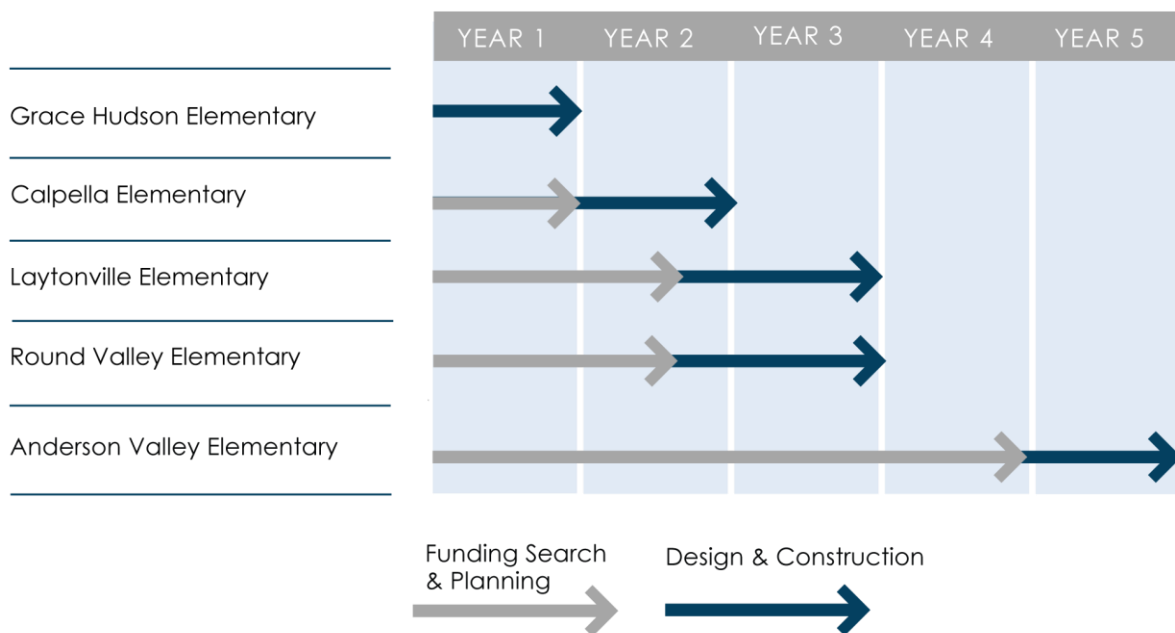 YEAR 1 YEAR 2 YEAR 3 YEAR 4 YEAR 5
Grace Hudson Elementary
Calpella Elementary
Laytonville Elementary
Round Valley Elementary
Anderson Valley Elementary
Funding Search
& Planning
Design & Construction